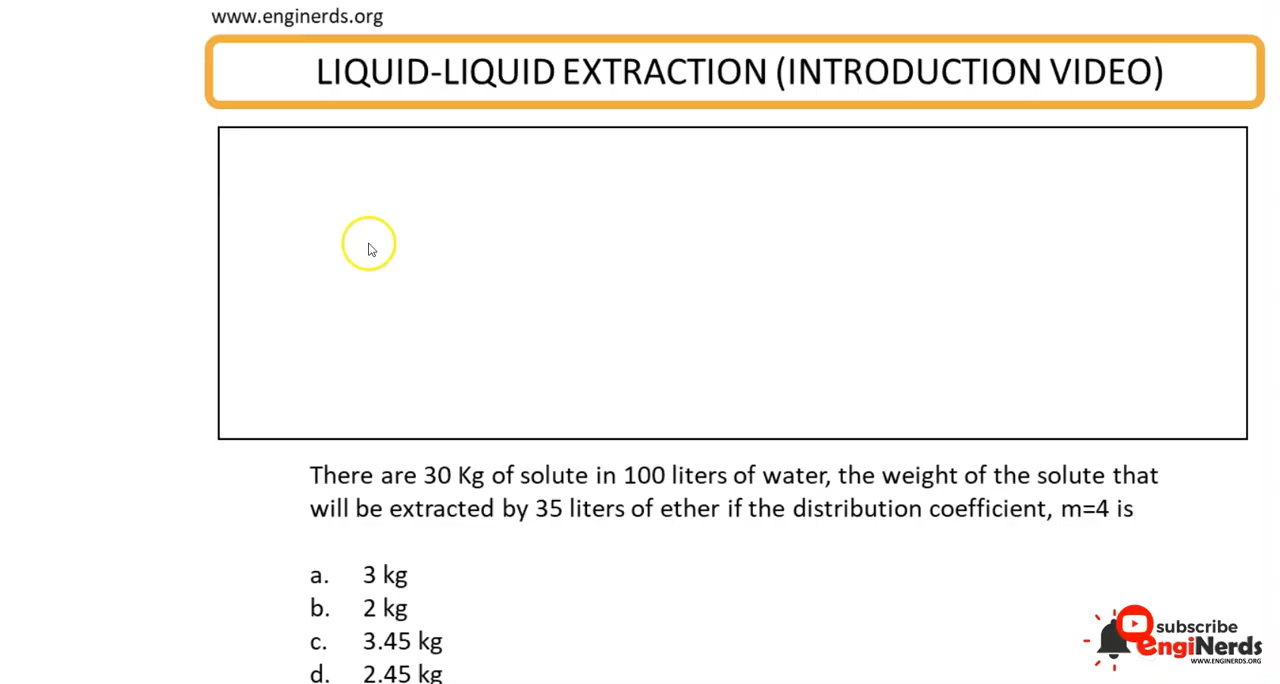 www.enginerds.org
LIQUID-LIQUID EXTRACTION (INTRODUCTION VIDEO)
There are 30 Kg of solute in 100 liters of water, the weight of the solute that
will be extracted by 35 liters of ether if the distribution coefficient, m=4 is
a. 3 kg
b. 2 kg
c. 3.45 kg
d. 2.45 kg
subscribe
EngiNerds
WWW.ENGINERDS.ORG